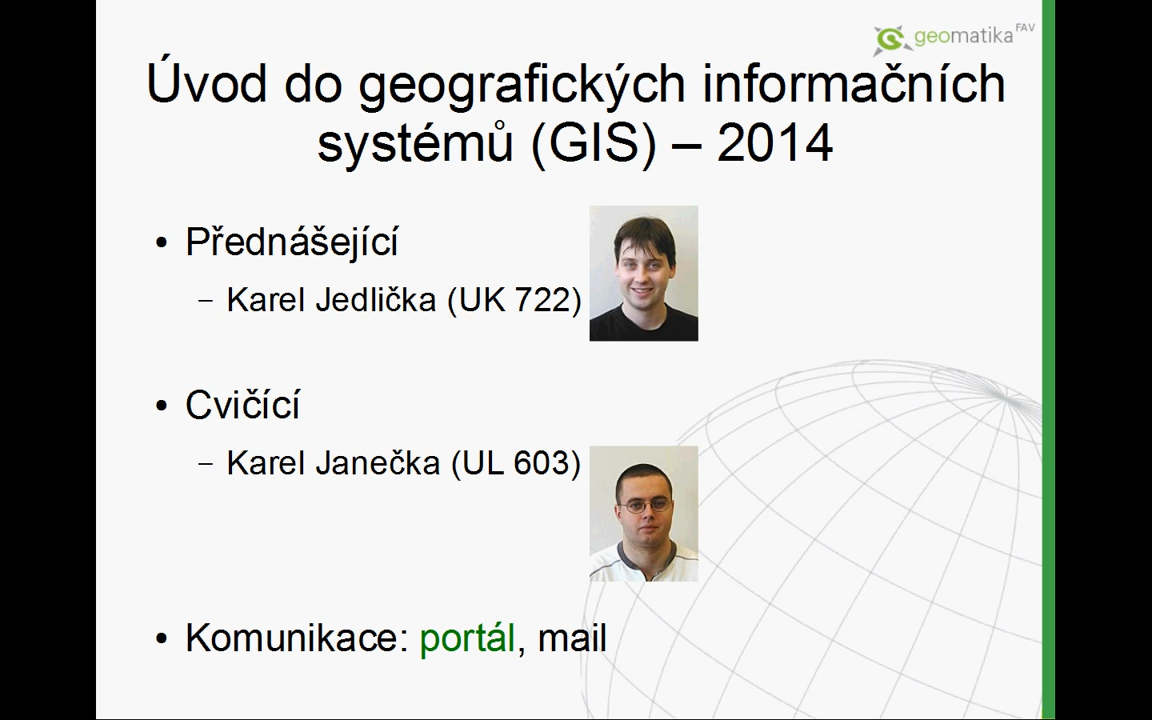 geomatika FAV
Úvod do geografických informačních
systémů (GIS) – 2014
• Přednášející
– Karel Jedlička (UK 722)
• Cvičící
– Karel Janečka (UL 603)
• Komunikace: portál, mail